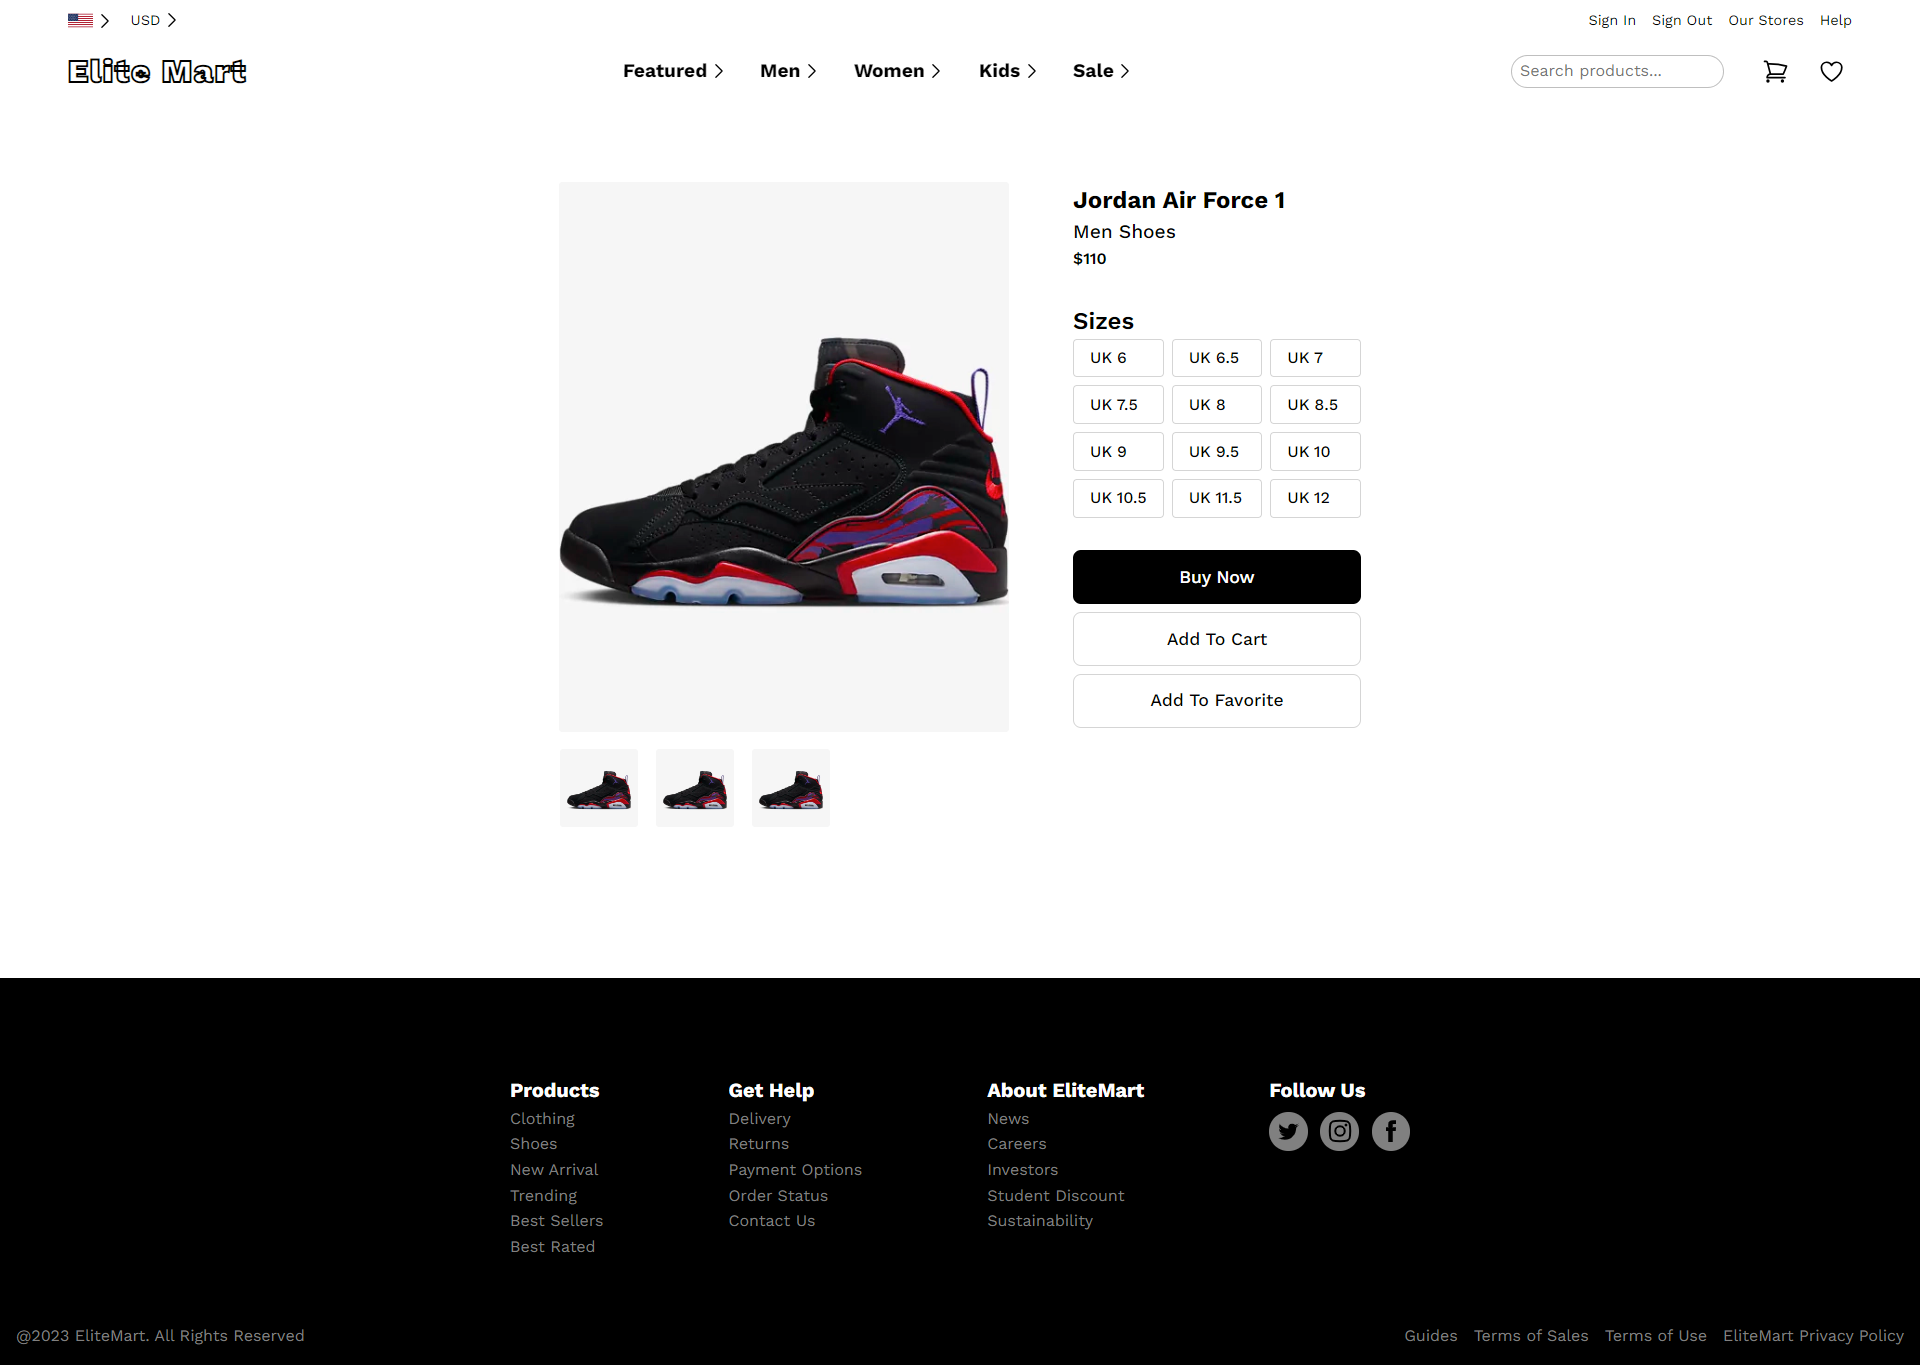 USD
Sign In Sign Out Our Stores Help
Elite Mart
Featured Men Women Kids Sale
Search products...
Jordan Air Force 1
Men Shoes
$110
Sizes
UK 6 UK 6.5 UK 7
UK 7.5 UK 8 UK 8.5
UK 9 UK 9.5 UK 10
UK 10.5 UK 11.5 UK 12
Buy Now
Add To Cart
Add To Favorite
Products
Clothing
Shoes
New Arrival
Trending
Best Sellers
Best Rated
Get Help
Delivery
Returns
Payment Options
Order Status
Contact Us
About EliteMart
News
Careers
Investors
Student Discount
Sustainability
Follow Us
@2023 EliteMart. All Rights Reserved
Guides Terms of Sales Terms of Use EliteMart Privacy Policy